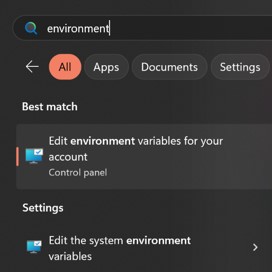 environment
All Apps Documents Settings
Best match
Edit environment variables for your
account
Control panel
Settings
Edit the system environment
variables